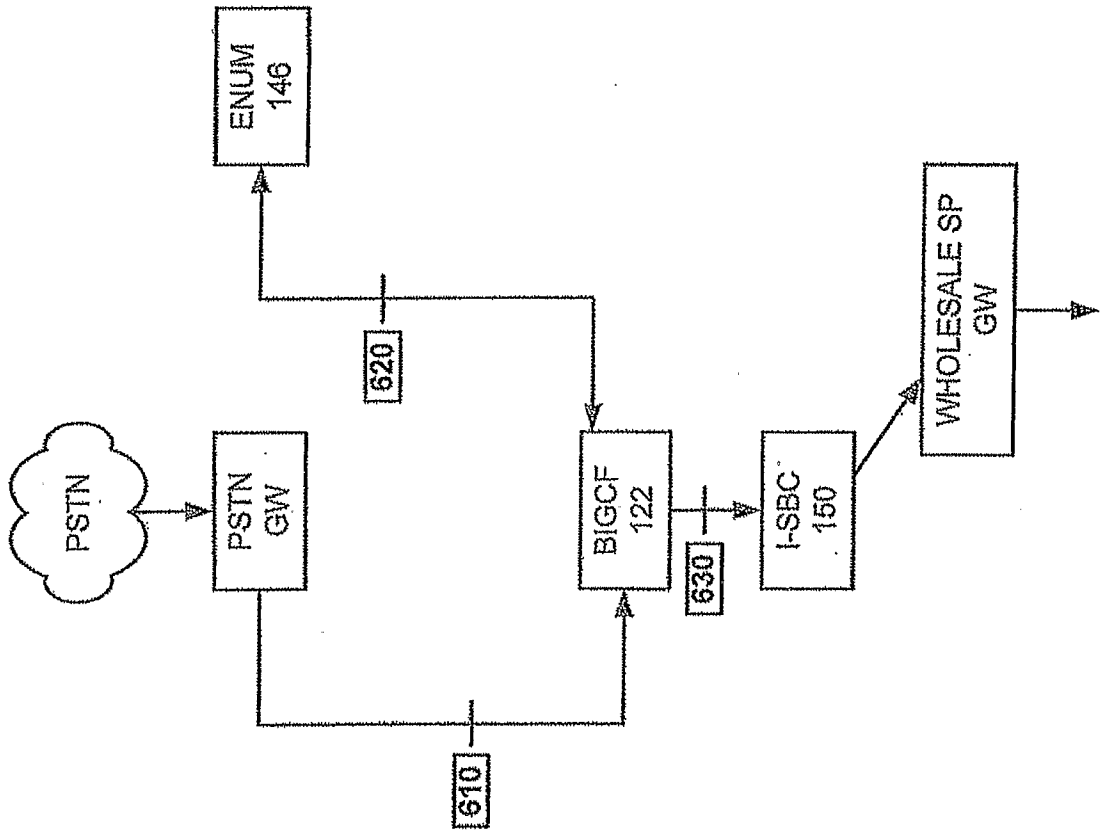 PSTN
PSTN
GW
610
ENUM
146
620
BIGCF
122
630
I-SBC
150
WHOLESALE SP
GW